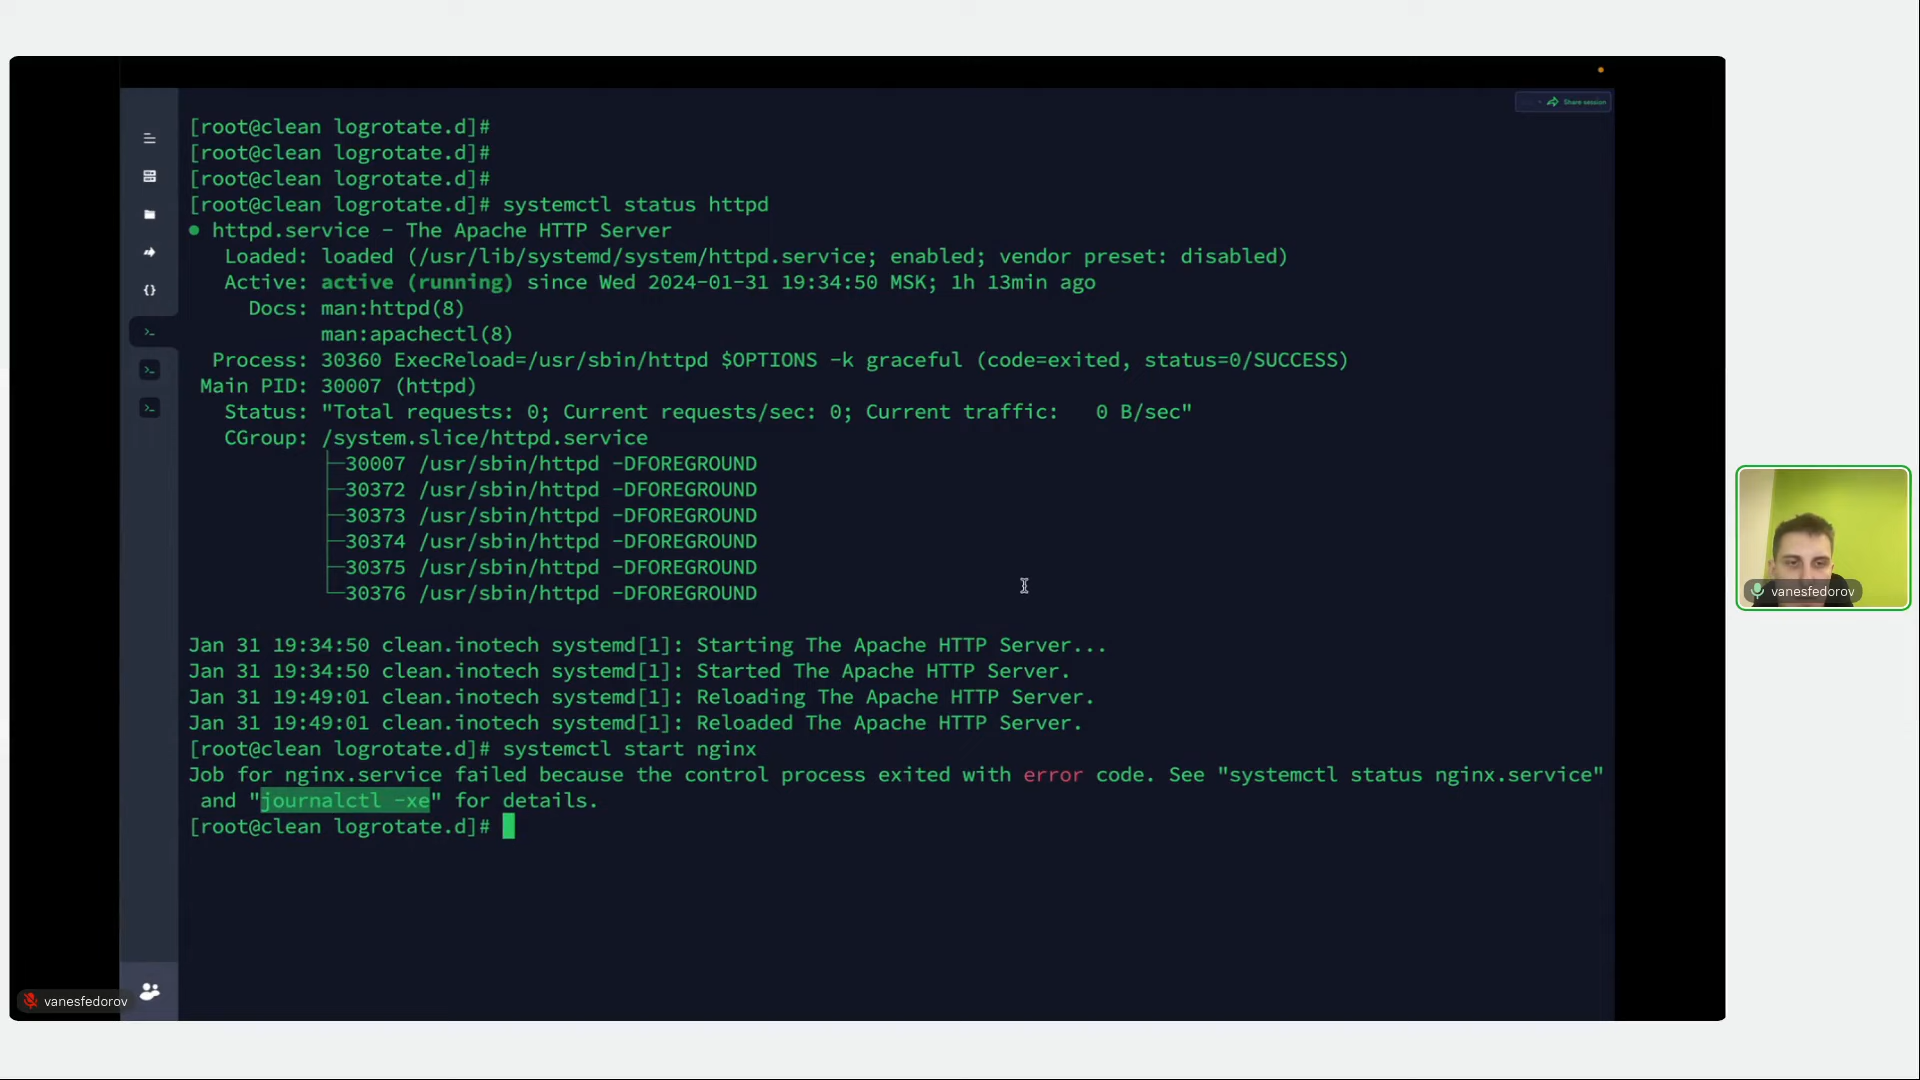 Share session
[root@clean logrotate.d]#
[root@clean logrotate.d]#
[root@clean logrotate.d]#
[root@clean logrotate.d]# systemctl status httpd
● httpd.service - The Apache HTTP Server
Loaded: loaded (/usr/lib/systemd/system/httpd.service; enabled; vendor preset: disabled)
Active: active (running) since Wed 2024-01-31 19:34:50 MSK; 1h 13min ago
Docs: man:httpd(8)
man:apachectl(8)
Process: 30360 ExecReload=/usr/sbin/httpd $OPTIONS -k graceful (code=exited, status=0/SUCCESS)
Main PID: 30007 (httpd)
Status: "Total requests: 0; Current requests/sec: 0; Current traffic:   0 B/sec"
CGroup: /system.slice/httpd.service
├─30007 /usr/sbin/httpd -DFOREGROUND
├─30372 /usr/sbin/httpd -DFOREGROUND
├─30373 /usr/sbin/httpd -DFOREGROUND
├─30374 /usr/sbin/httpd -DFOREGROUND
├─30375 /usr/sbin/httpd -DFOREGROUND
└─30376 /usr/sbin/httpd -DFOREGROUND
Jan 31 19:34:50 clean.inotech systemd[1]: Starting The Apache HTTP Server...
Jan 31 19:34:50 clean.inotech systemd[1]: Started The Apache HTTP Server.
Jan 31 19:49:01 clean.inotech systemd[1]: Reloading The Apache HTTP Server.
Jan 31 19:49:01 clean.inotech systemd[1]: Reloaded The Apache HTTP Server.
[root@clean logrotate.d]# systemctl start nginx
Job for nginx.service failed because the control process exited with error code. See "systemctl status nginx.service"
and "journalctl -xe" for details.
[root@clean logrotate.d]#
vanesfedorov
vanesfedorov